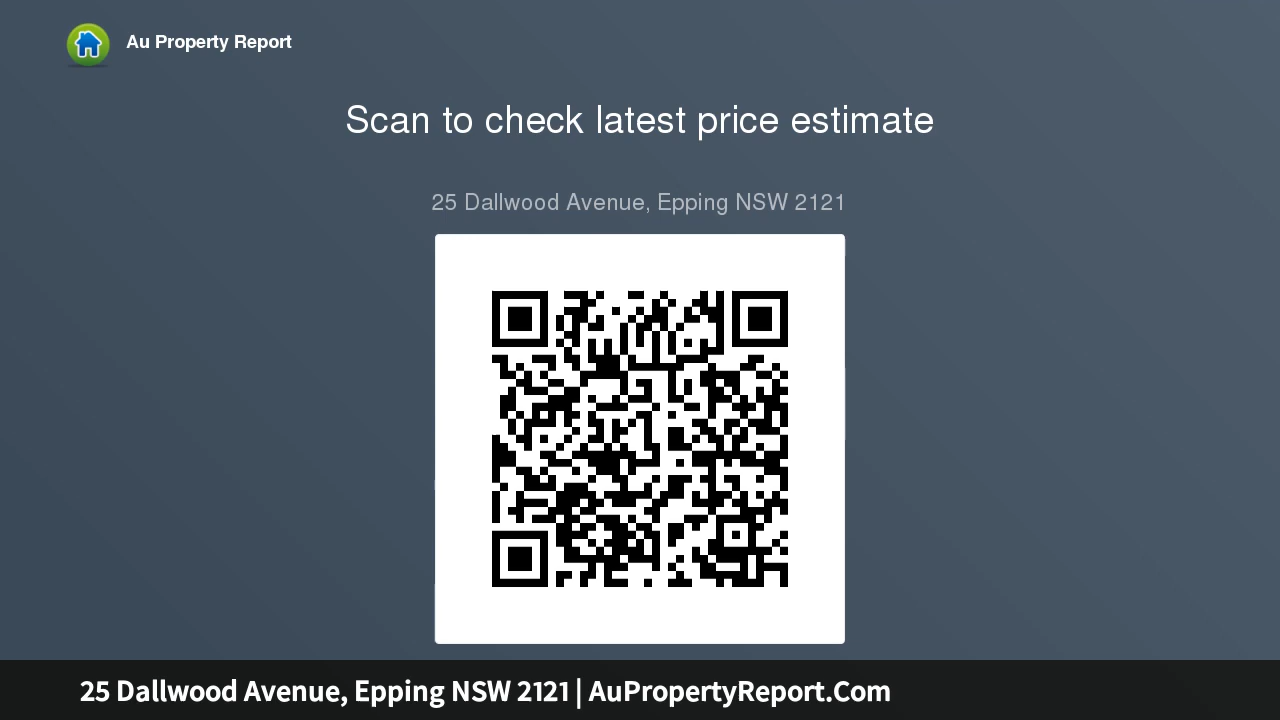 Au Property Report
Scan to check latest price estimate
25 Dallwood Avenue, Epping NSW 2121
25 Dallwood Avenue, Epping NSW 2121 | AuPropertyReport.Com